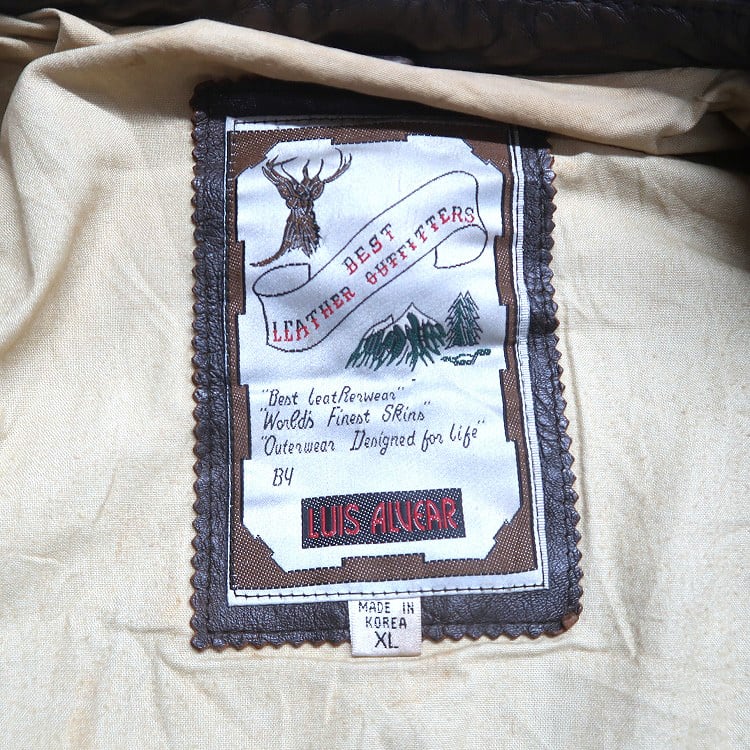 BEST
LEATHER OUTFITTERS
"Best Leatherwear"
"World's Finest Skins"
"Outerwear Designed for Life"
BY
LUIS ALVEAR
MADE IN
KOREA
XL